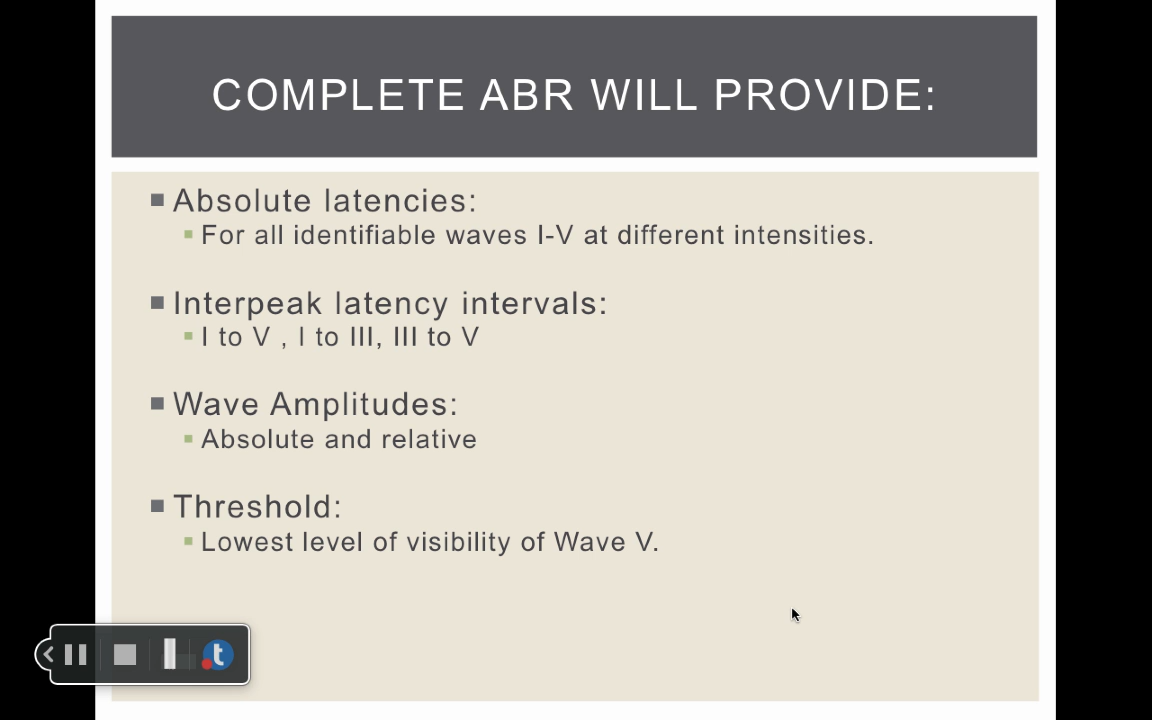 COMPLETE ABR WILL PROVIDE:
Absolute latencies:
For all identifiable waves I-V at different intensities.
Interpeak latency intervals:
I to V , I to III, III to V
Wave Amplitudes:
Absolute and relative
Threshold:
Lowest level of visibility of Wave V.
t